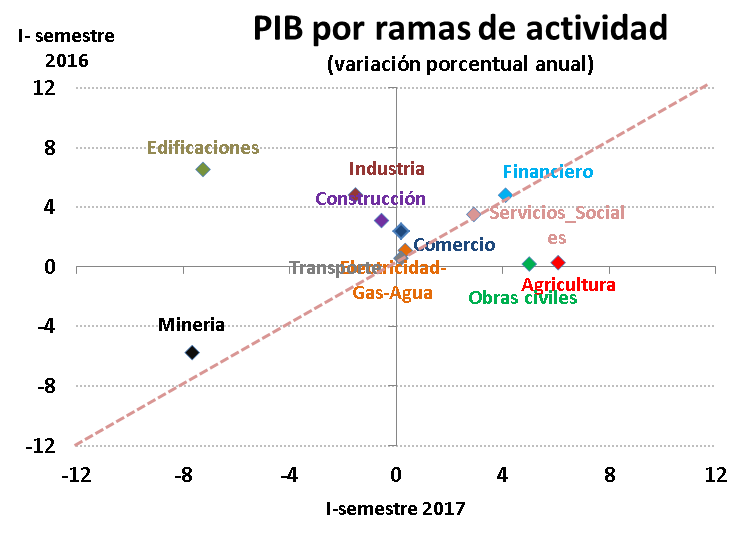 PIB por ramas de actividad
(variación porcentual anual)
I- semestre
2016
12
8
4
0
-4
-8
-12
Edificaciones
Industria
Financiero
Construcción
Servicios_Social
es
Comercio
Transporte
Electricidad-
Gas-Agua
Agricultura
Obras civiles
Mineria
-12 -8 -4 0 4 8 12
I-semestre 2017